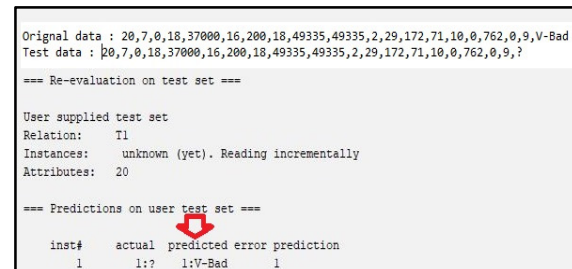 Orignal data : 20,7,0,18,37000,16,200,18,49335,49335,2,29,172,71,10,0,762,0,9,V-Bad
Test data : 20,7,0,18,37000,16,200,18,49335,49335,2,29,172,71,10,0,762,0,9,?
=== Re-evaluation on test set ===
User supplied test set
Relation: T1
Instances: unknown (yet). Reading incrementally
Attributes: 20
=== Predictions on user test set ===
inst# actual predicted error prediction
1 1:? 1:V-Bad 1